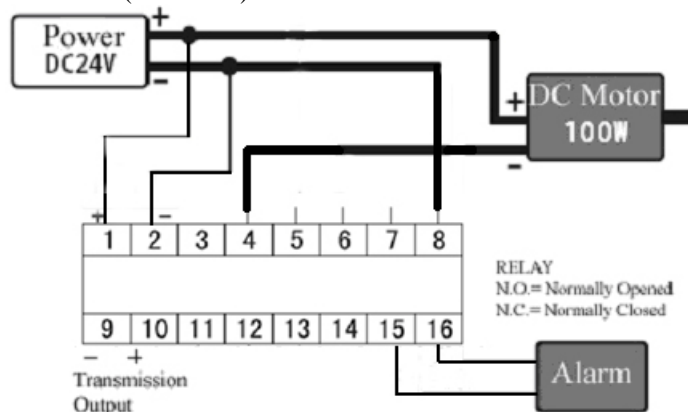 Power
DC24V
+
-
+
DC Motor
100W
-
+
-
1 2 3 4 5 6 7 8
RELAY
N.O.= Normally Opened
N.C.= Normally Closed
9 10 11 12 13 14 15 16
- +
Transmission
Output
Alarm